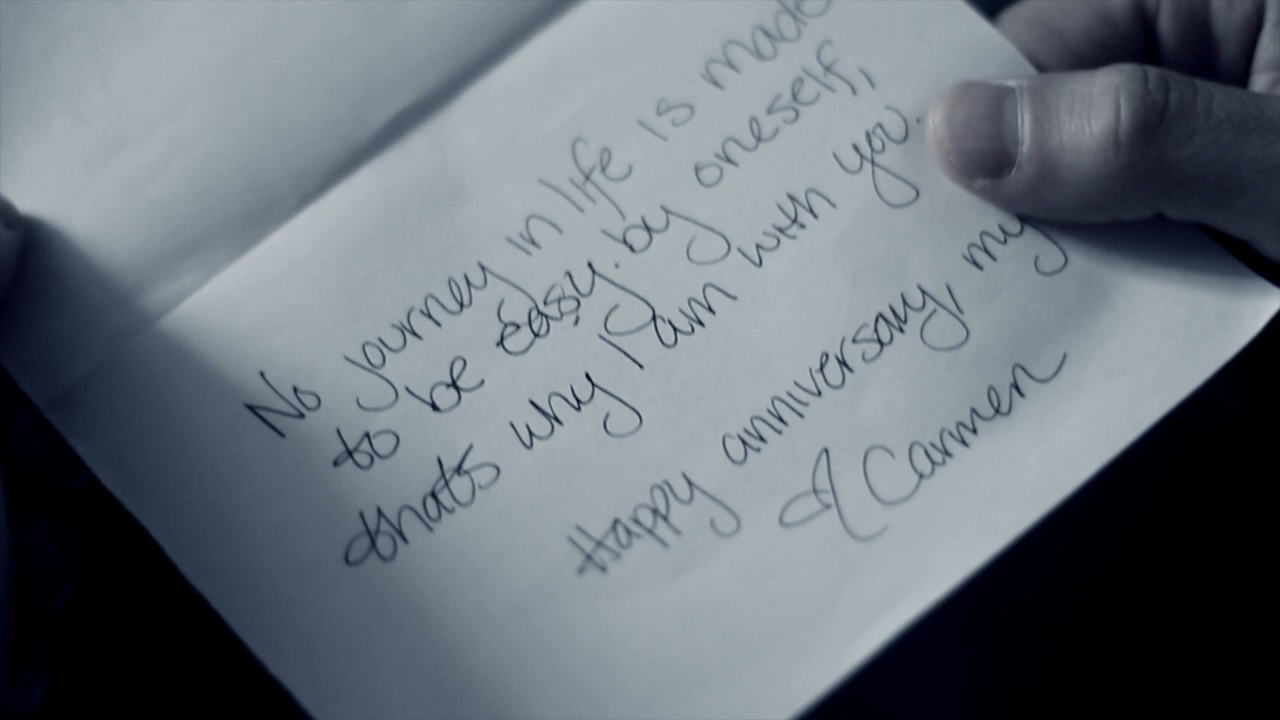 No journey in life is made
to be easy by oneself,
that's why I am with you.
Happy anniversary, my
Carmen